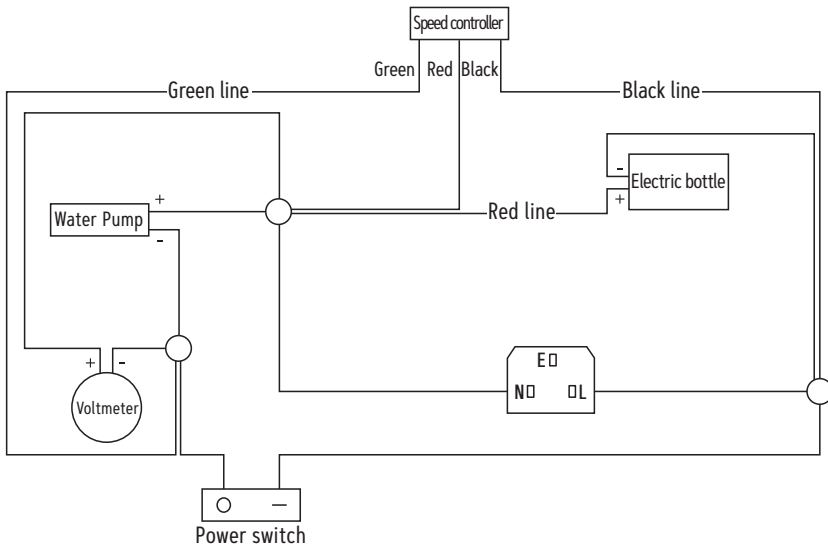 Speed controller
Green Red Black
Green line
Black line
-
Electric bottle
+
+
Water Pump
-
Red line
+ -
Voltmeter
E
N L
Power switch